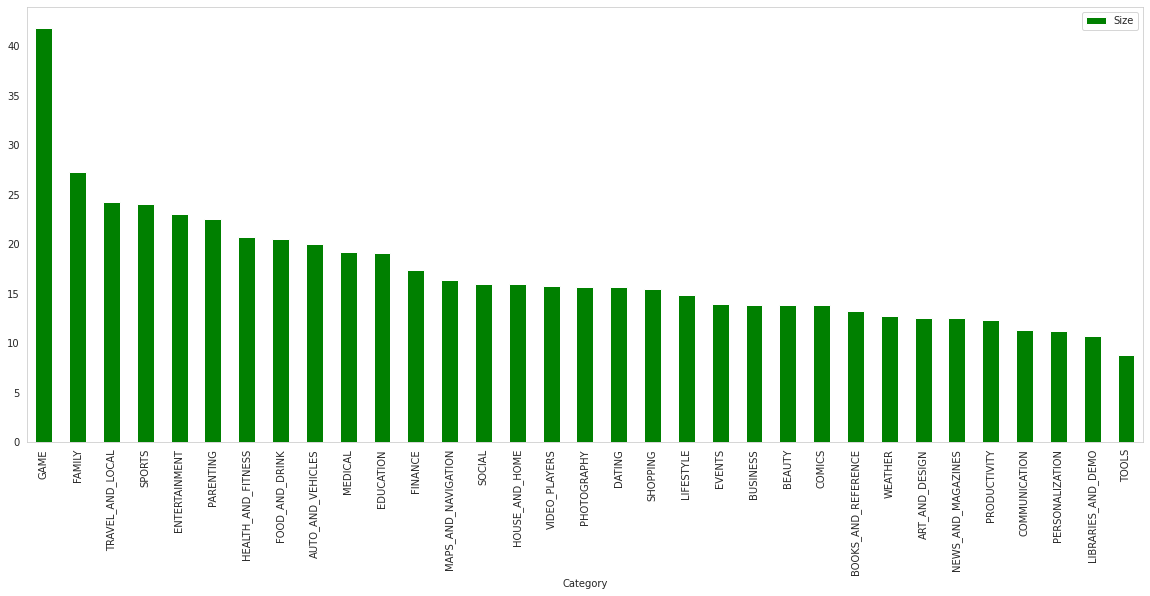 Size
40
35
30
25
20
15
10
5
0
GAME
FAMILY
TRAVEL_AND_LOCAL
SPORTS
ENTERTAINMENT
PARENTING
HEALTH_AND_FITNESS
FOOD_AND_DRINK
AUTO_AND_VEHICLES
MEDICAL
EDUCATION
FINANCE
MAPS_AND_NAVIGATION
SOCIAL
HOUSE_AND_HOME
VIDEO_PLAYERS
PHOTOGRAPHY
DATING
SHOPPING
LIFESTYLE
EVENTS
BUSINESS
BEAUTY
COMICS
BOOKS_AND_REFERENCE
WEATHER
ART_AND_DESIGN
NEWS_AND_MAGAZINES
PRODUCTIVITY
COMMUNICATION
PERSONALIZATION
LIBRARIES_AND_DEMO
TOOLS
Category